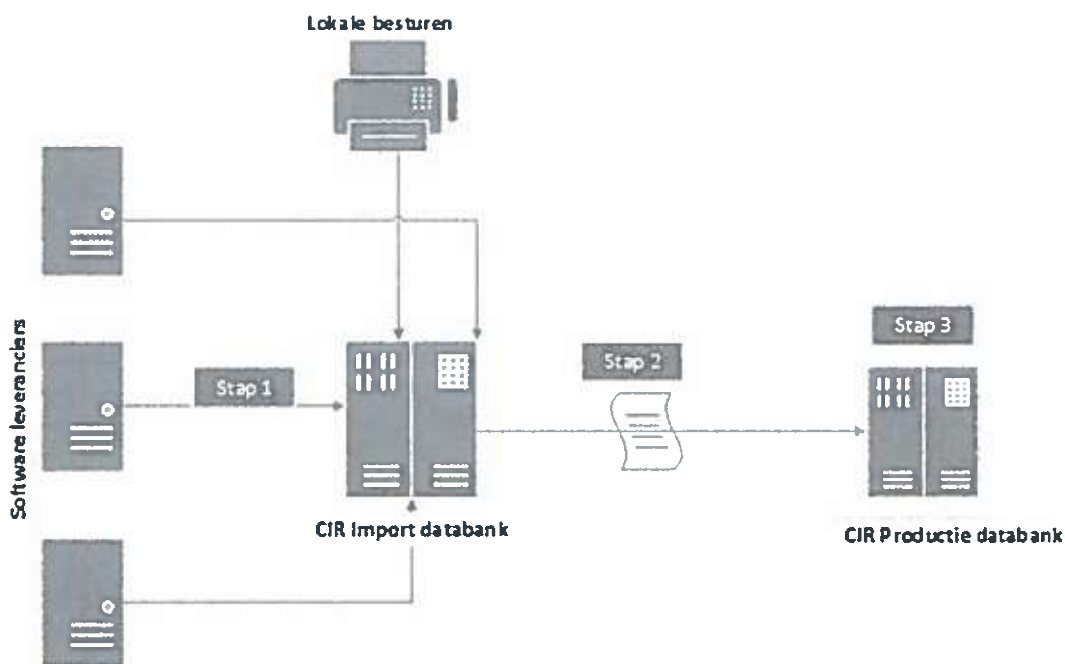 Lokale besturen
Software leveranciers
Stap 1
Stap 2
Stap 3
CIR Import databank
CIR Productie databank